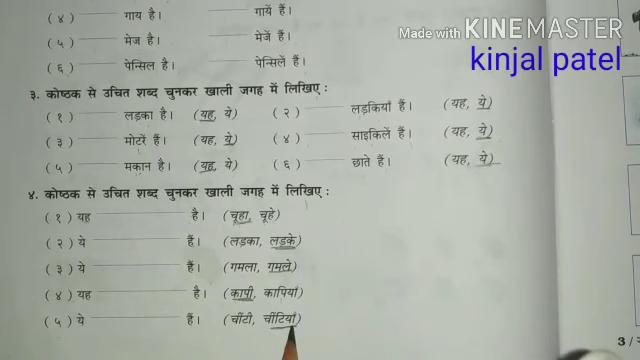 Made with KINEMASTER
kinjal patel
(४) ——— गाय है। ——— गायें हैं।
(५) ——— मेज है। ——— मेजें हैं।
(६) ——— पेन्सिल है। ——— पेन्सिलें हैं।
३. कोष्ठक से उचित शब्द चुनकर खाली जगह में लिखिए :
(१) ——— लड़का है। (यह, ये) (२) ——— लड़कियाँ हैं। (यह, ये)
(३) ——— मोटरें हैं। (यह, ये) (४) ——— साइकिलें हैं। (यह, ये)
(५) ——— मकान है। (यह, ये) (६) ——— छाते हैं। (यह, ये)
४. कोष्ठक से उचित शब्द चुनकर खाली जगह में लिखिए :
(१) यह ——— है। (चूहा, चूहे)
(२) ये ——— हैं। (लड़का, लड़के)
(३) ये ——— हैं। (गमला, गमले)
(४) यह ——— है। (कापी, कापियाँ)
(५) ये ——— हैं। (चींटी, चींटियाँ)
3 /